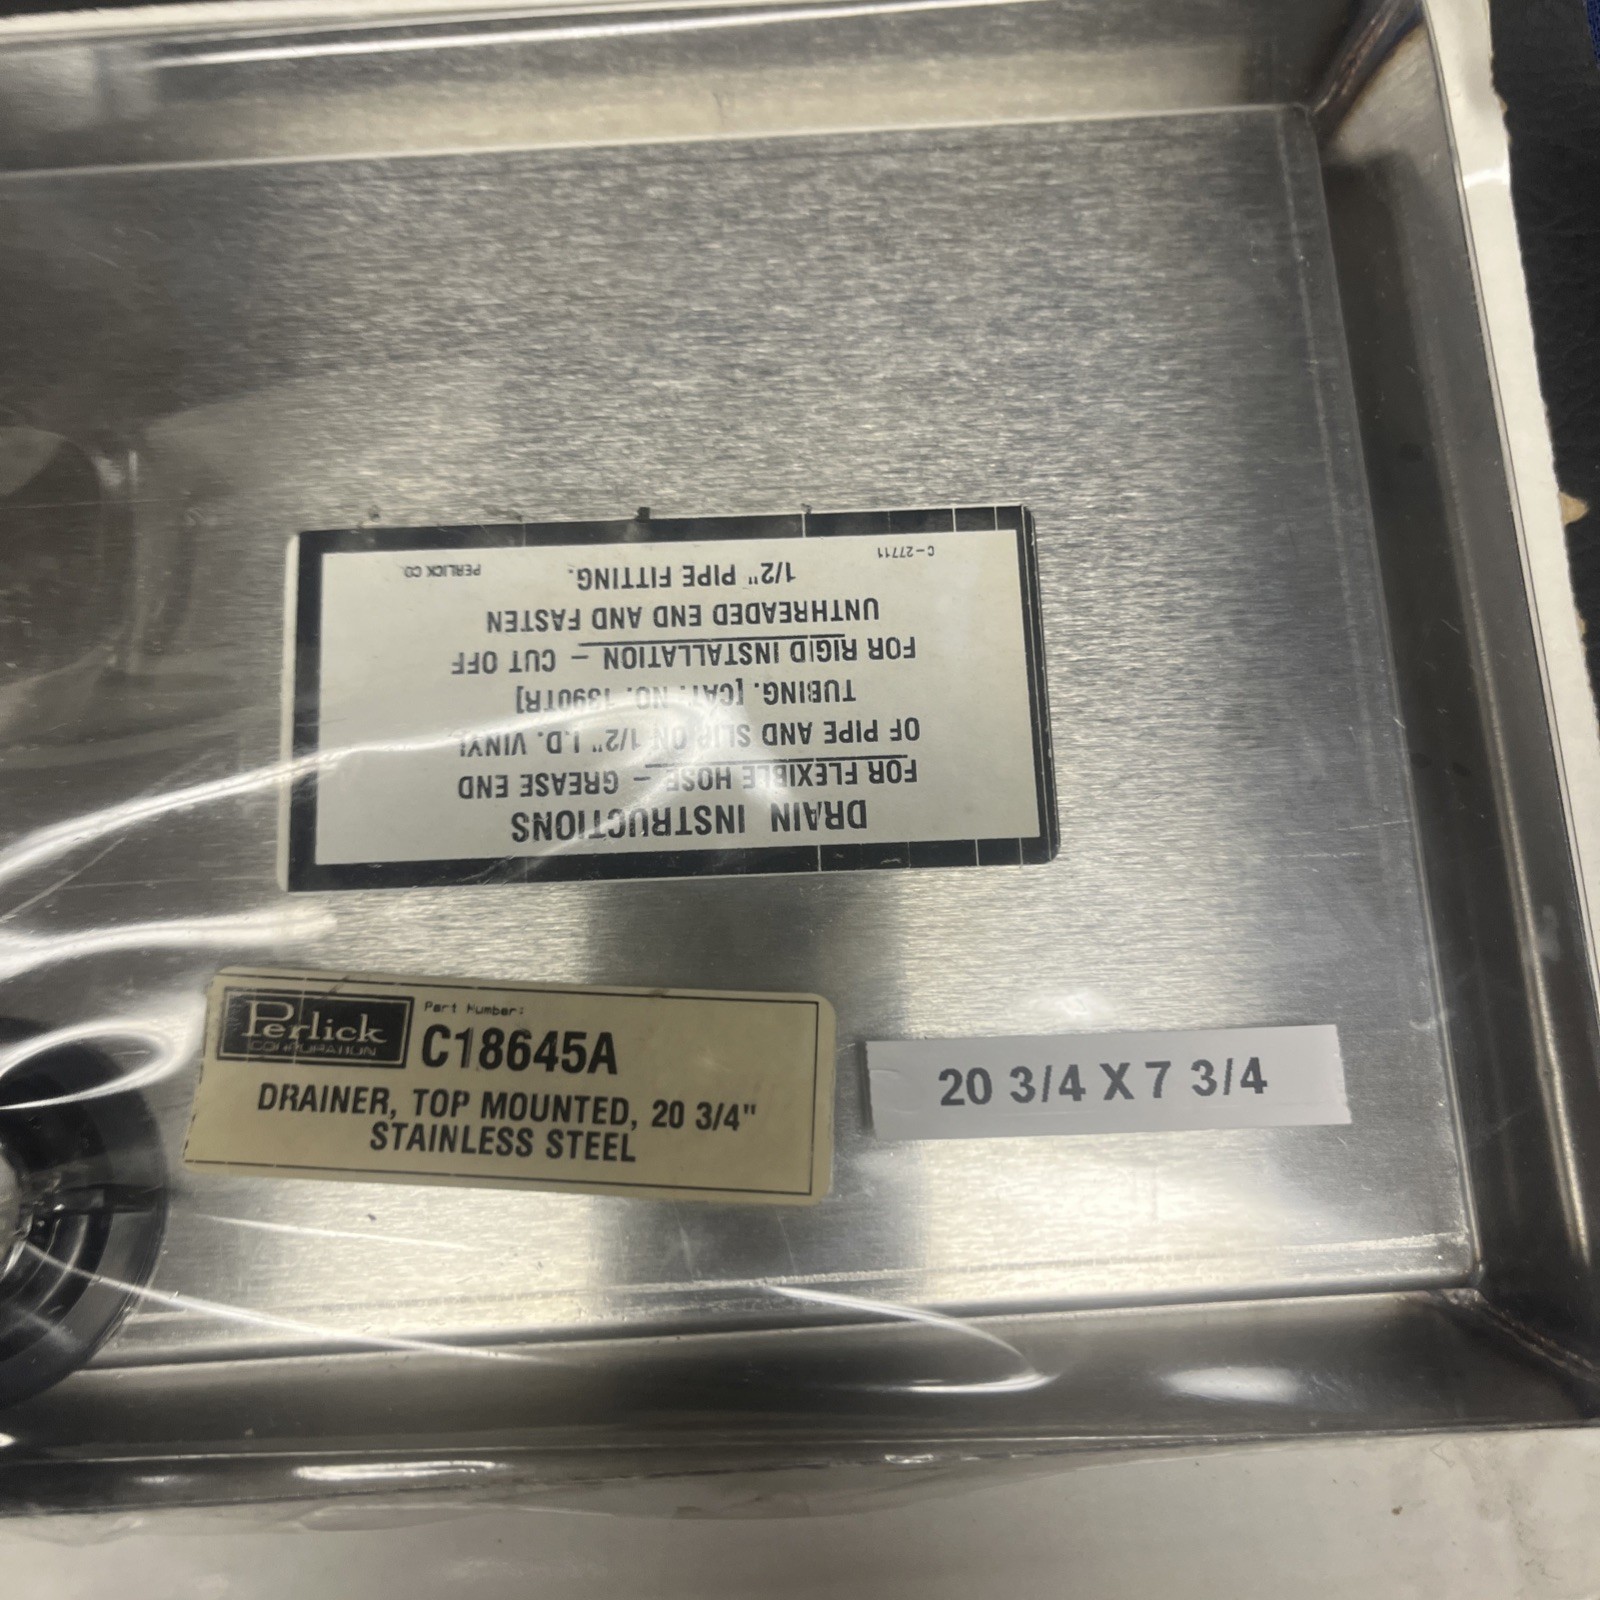 DRAIN INSTRUCTIONS
FOR FLEXIBLE HOSE – GREASE END
OF PIPE AND SLIP ON 1/2" I.D. VINYL
TUBING. [CAT. NO. 1390TR]
FOR RIGID INSTALLATION – CUT OFF
UNTHREADED END AND FASTEN
1/2" PIPE FITTING.
C-27711 PERLICK CO.
Perlick
CORPORATION
Part Number:
C18645A
DRAINER, TOP MOUNTED, 20 3/4"
STAINLESS STEEL
20 3/4 X 7 3/4